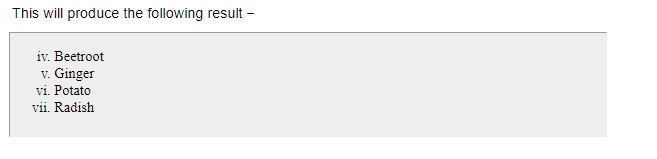 This will produce the following result −
iv. Beetroot
v. Ginger
vi. Potato
vii. Radish